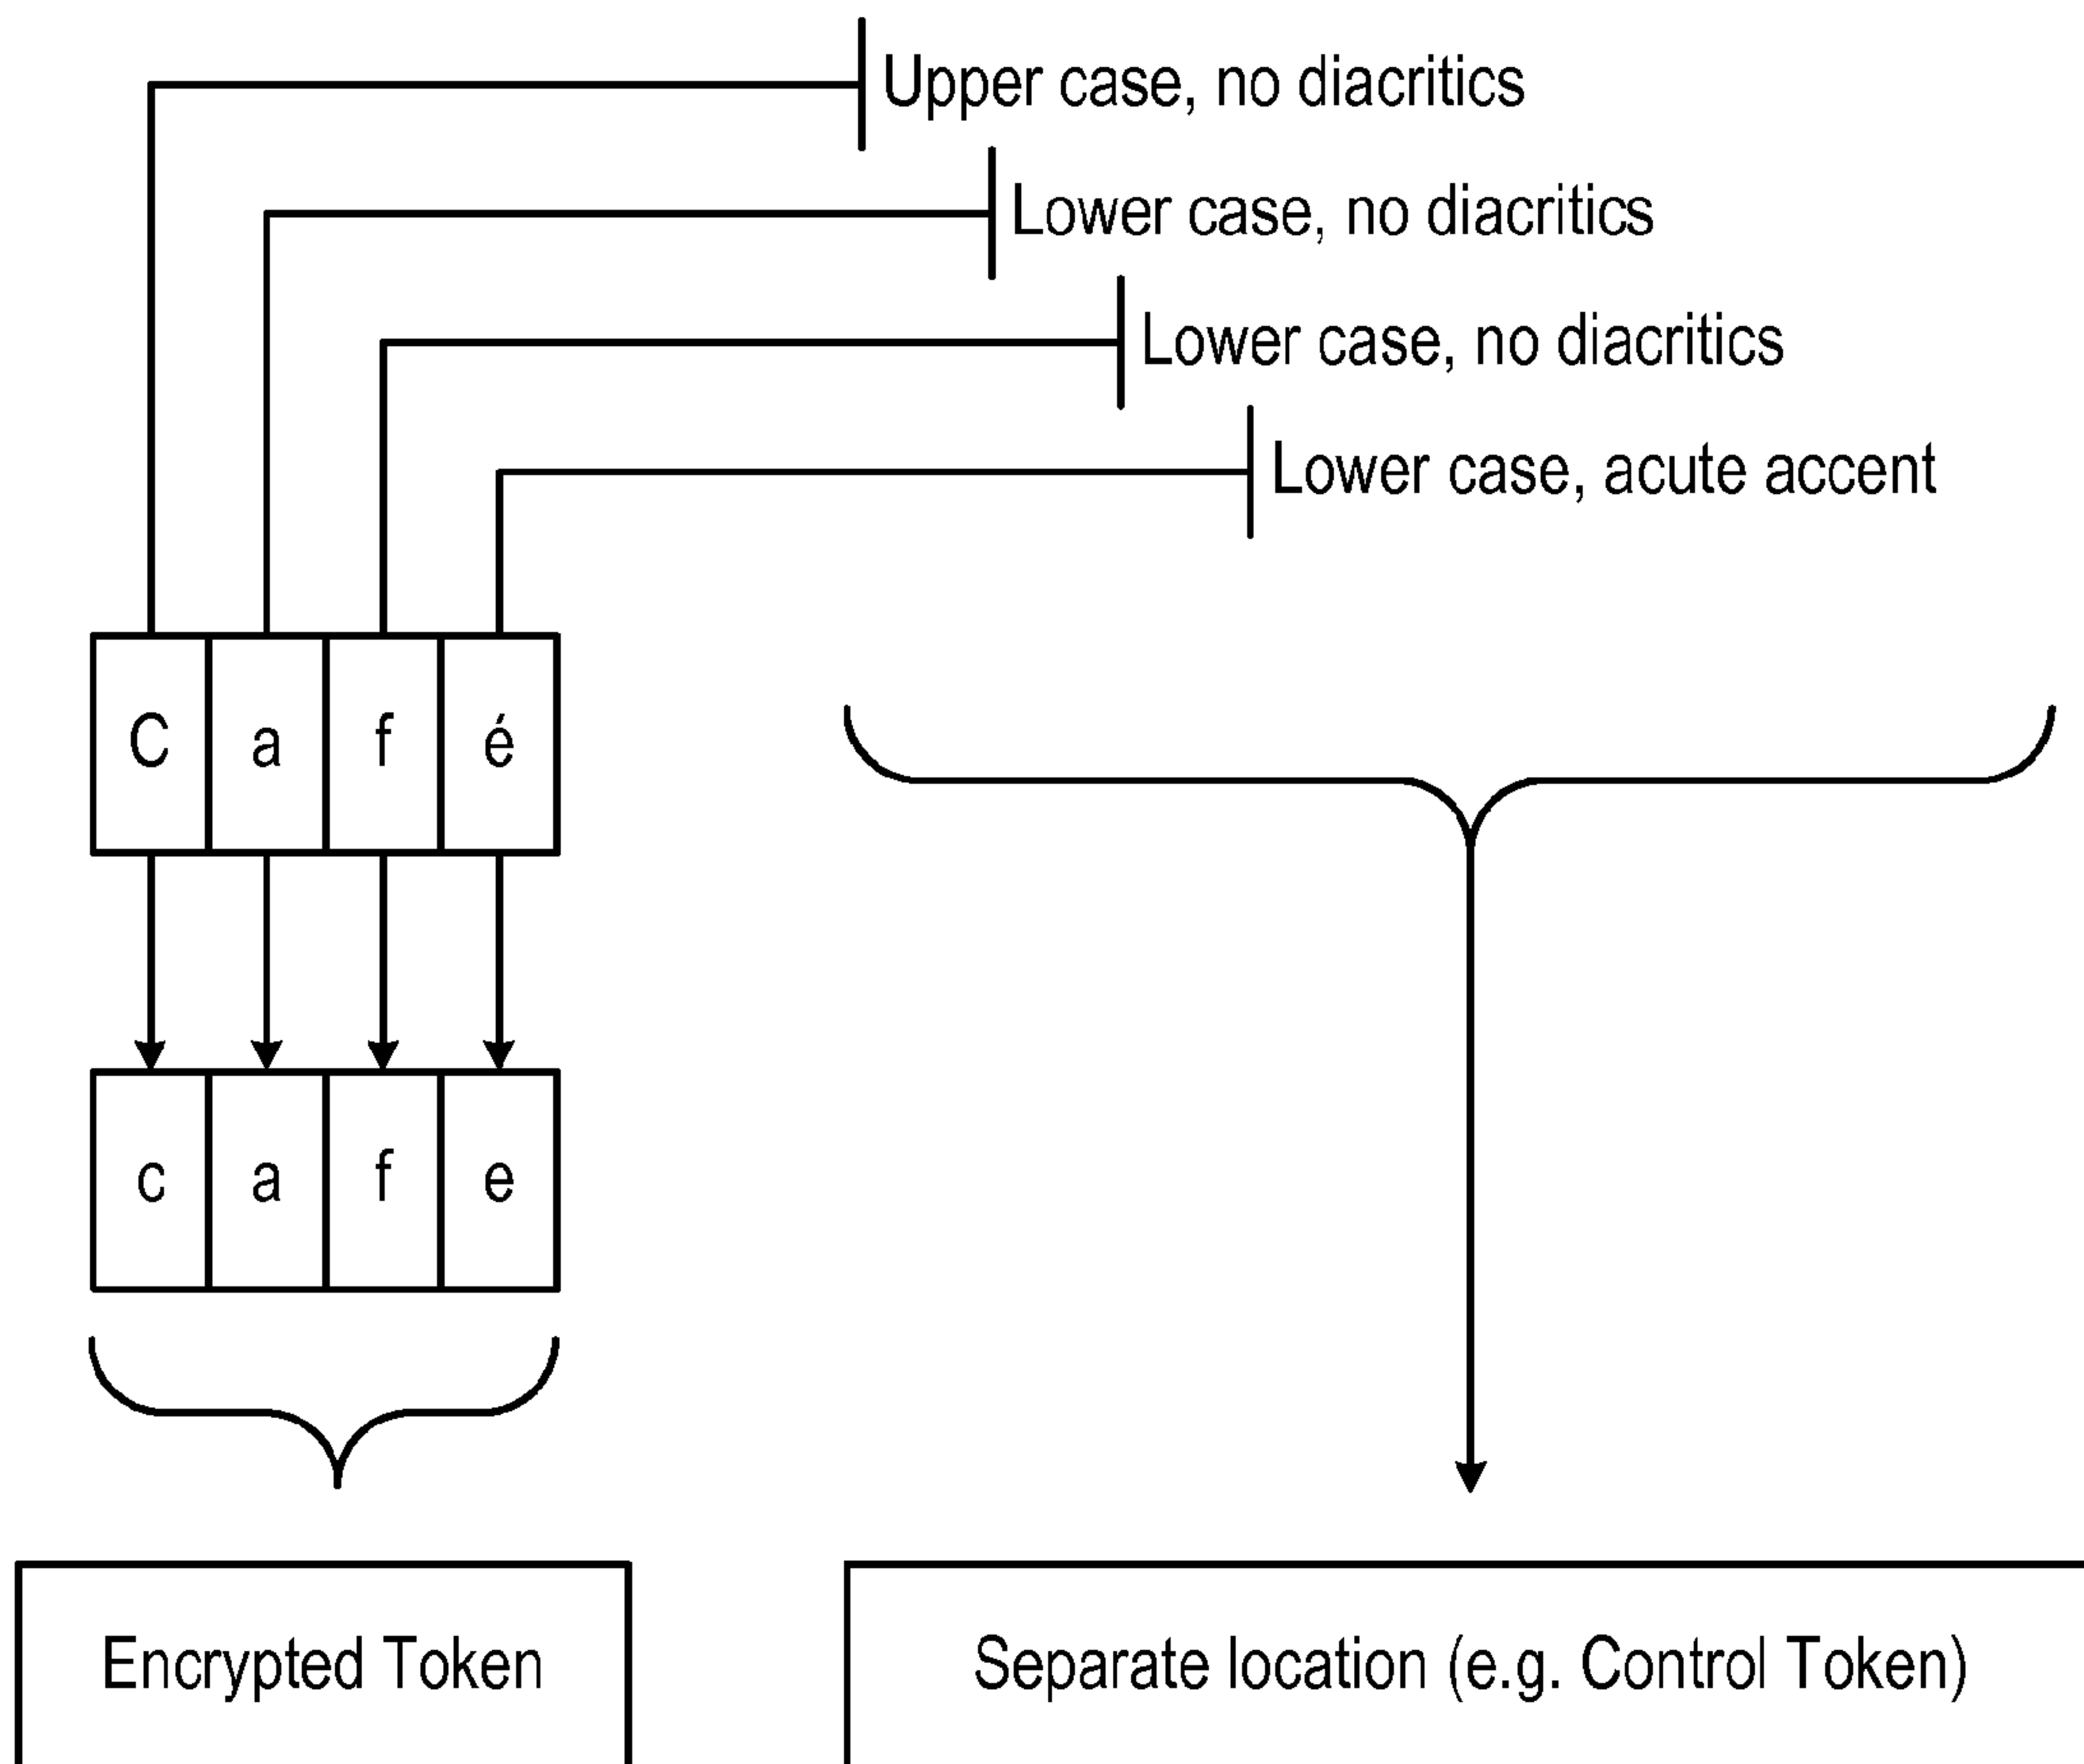 Upper case, no diacritics
Lower case, no diacritics
Lower case, no diacritics
Lower case, acute accent
C a f é
c a f e
Encrypted Token
Separate location (e.g. Control Token)